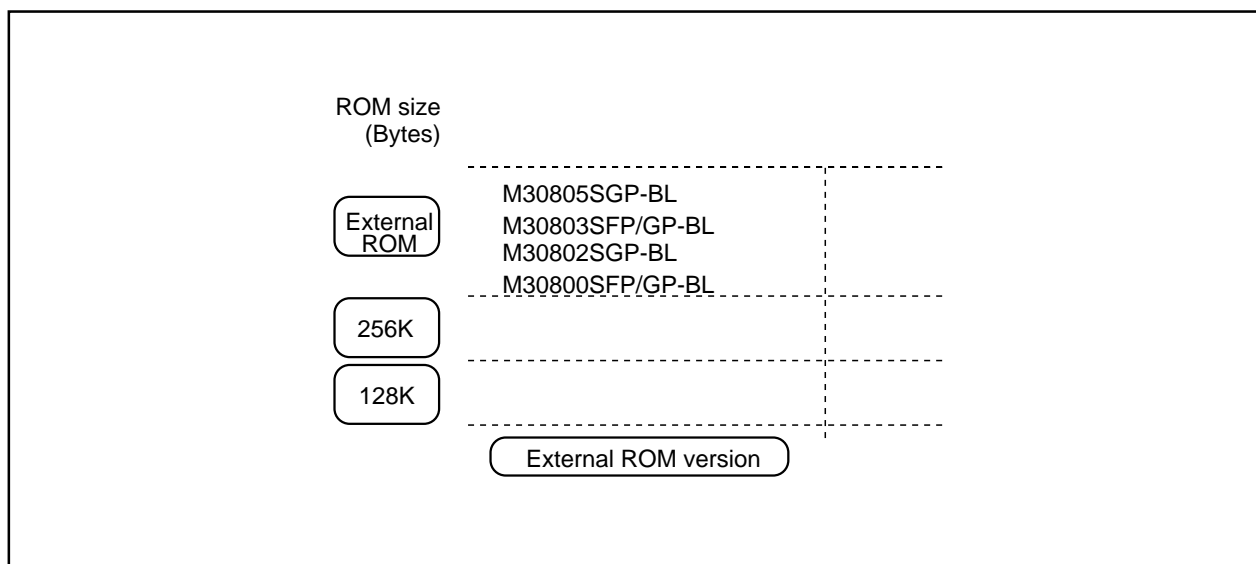 ROM size
(Bytes)
External
ROM
M30805SGP-BL
M30803SFP/GP-BL
M30802SGP-BL
M30800SFP/GP-BL
256K
128K
External ROM version